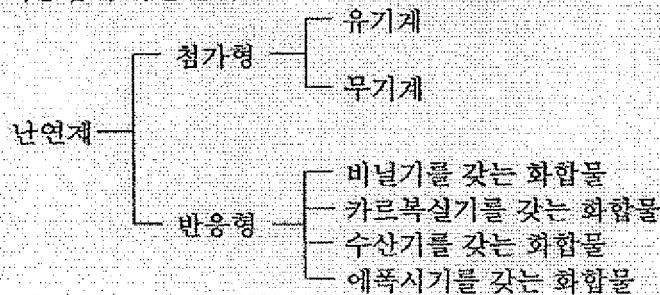 유기계
첨가형
무기계
난연제
비닐기를 갖는 화합물
카르복실기를 갖는 화합물
반응형
수산기를 갖는 화합물
에폭시기를 갖는 화합물